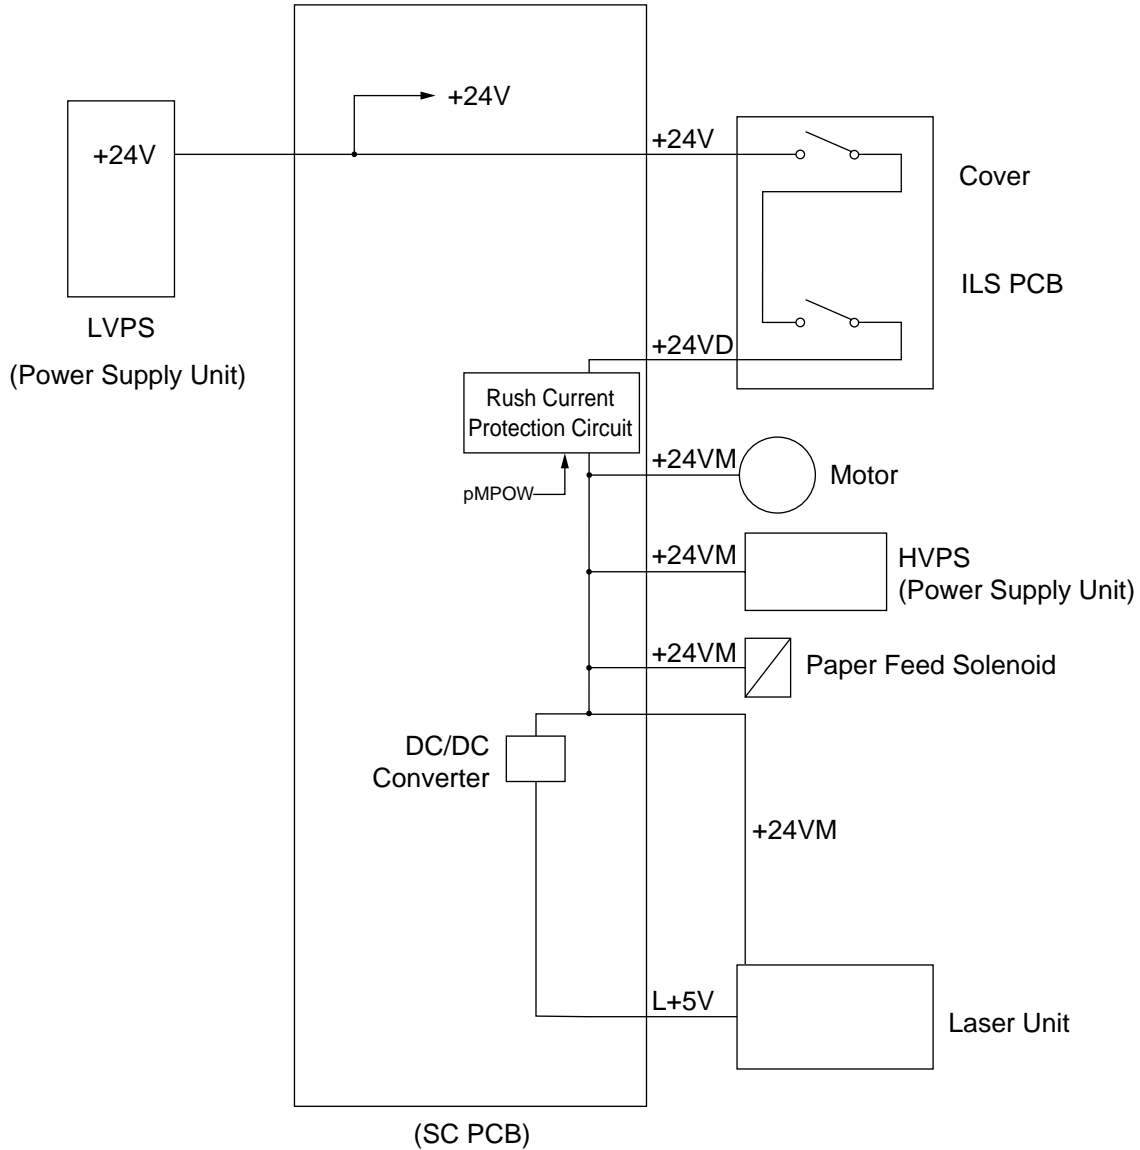 +24V
+24V
+24V
Cover
ILS PCB
LVPS
(Power Supply Unit)
+24VD
Rush Current
Protection Circuit
pMPOW
+24VM
Motor
+24VM
HVPS
(Power Supply Unit)
+24VM
Paper Feed Solenoid
DC/DC
Converter
+24VM
L+5V
Laser Unit
(SC PCB)